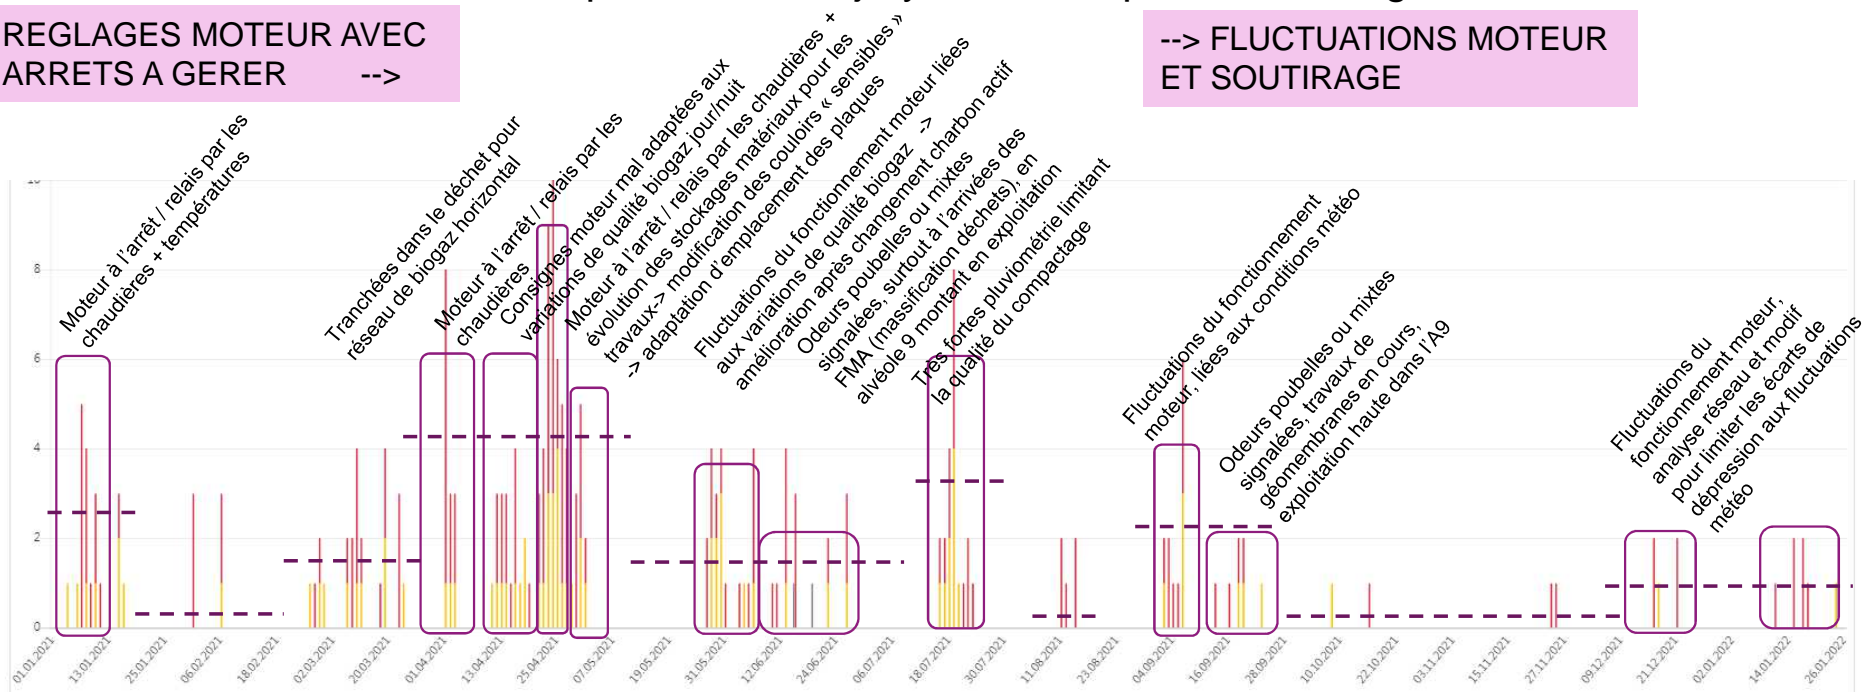 REGLAGES MOTEUR AVEC
ARRETS A GERER -->
--> FLUCTUATIONS MOTEUR
ET SOUTIRAGE
Moteur à l'arrêt / relais par les
chaudières + températures
Tranchées dans le déchet pour
réseau de biogaz horizontal
Moteur à l'arrêt / relais par les
chaudières
Consignes moteur mal adaptées aux
variations de qualité biogaz jour/nuit
Moteur à l'arrêt / relais par les chaudières +
évolution des stockages matériaux pour les
travaux-> modification des couloirs « sensibles »
-> adaptation d'emplacement des plaques
Fluctuations du fonctionnement moteur liées
aux variations de qualité biogaz ->
amélioration après changement charbon actif
Odeurs poubelles ou mixtes
signalées, surtout à l'arrivées des
FMA (massification déchets), en
alvéole 9 montant en exploitation
Très fortes pluviométrie limitant
la qualité du compactage
Fluctuations du fonctionnement
moteur, liées aux conditions météo
Odeurs poubelles ou mixtes
signalées, travaux de
géomembranes en cours,
exploitation haute dans l'A9
Fluctuations du
fonctionnement moteur,
analyse réseau et modif
pour limiter les écarts de
dépression aux fluctuations
météo
10
8
6
4
2
0
01.01.2021
13.01.2021
25.01.2021
06.02.2021
18.02.2021
02.03.2021
20.03.2021
01.04.2021
13.04.2021
25.04.2021
07.05.2021
19.05.2021
31.05.2021
12.06.2021
24.06.2021
06.07.2021
18.07.2021
30.07.2021
11.08.2021
23.08.2021
04.09.2021
16.09.2021
28.09.2021
10.10.2021
22.10.2021
03.11.2021
15.11.2021
27.11.2021
09.12.2021
21.12.2021
02.01.2022
14.01.2022
26.01.2022